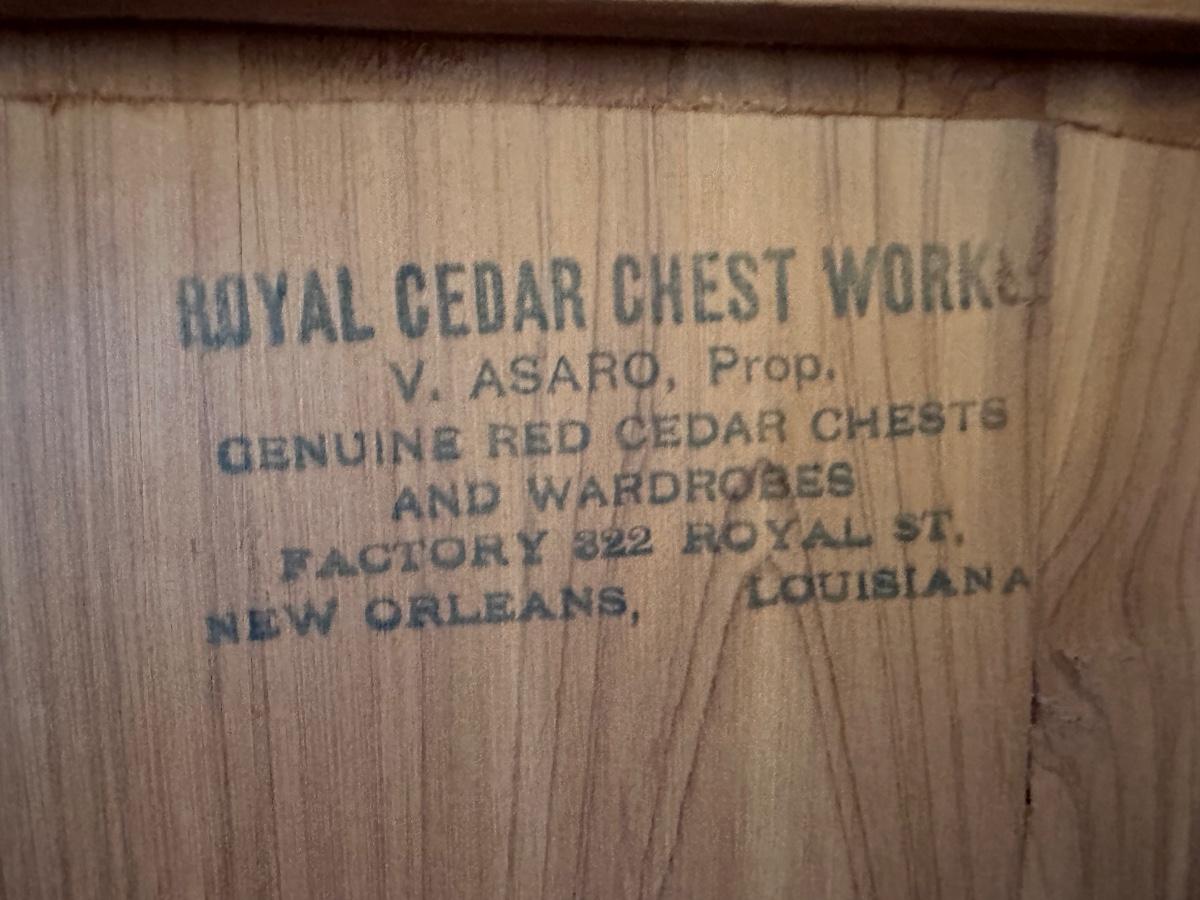 ROYAL CEDAR CHEST WORKS
V. ASARO, Prop.
GENUINE RED CEDAR CHESTS
AND WARDROBES
FACTORY 322 ROYAL ST.
NEW ORLEANS, LOUISIANA